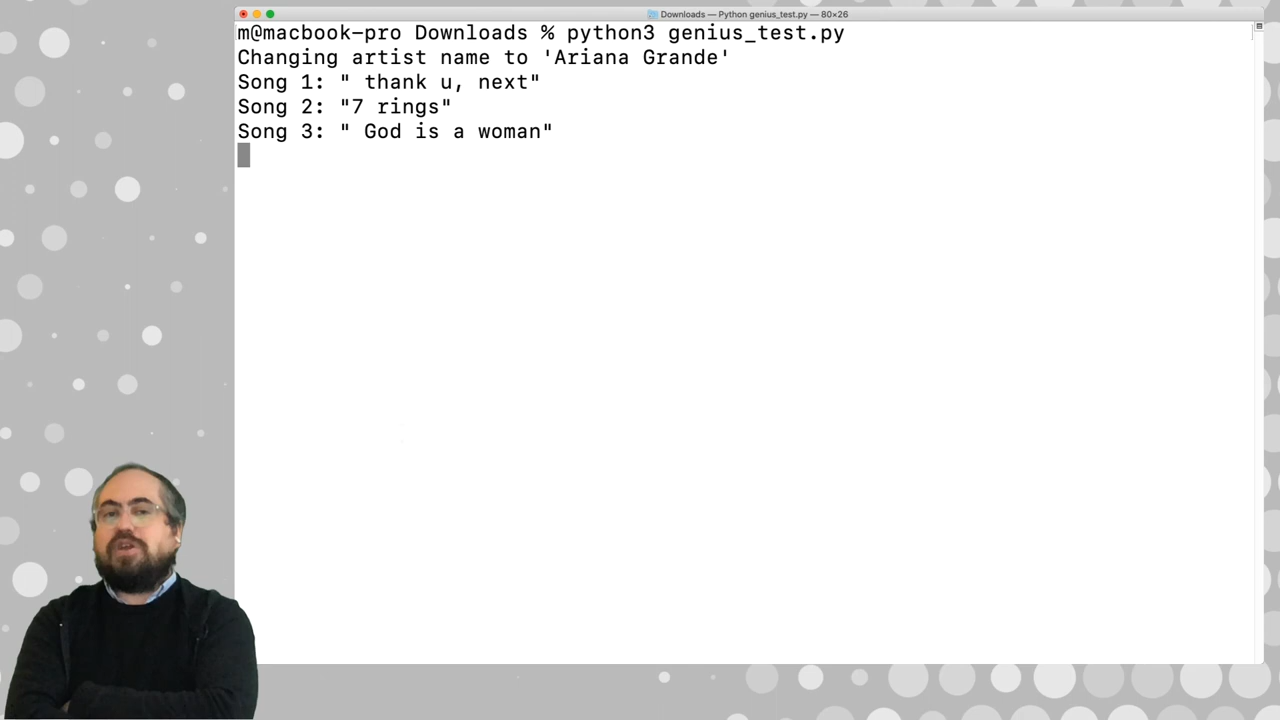 Downloads — Python genius_test.py — 80×26
m@macbook-pro Downloads % python3 genius_test.py
Changing artist name to 'Ariana Grande'
Song 1: " thank u, next"
Song 2: "7 rings"
Song 3: " God is a woman"